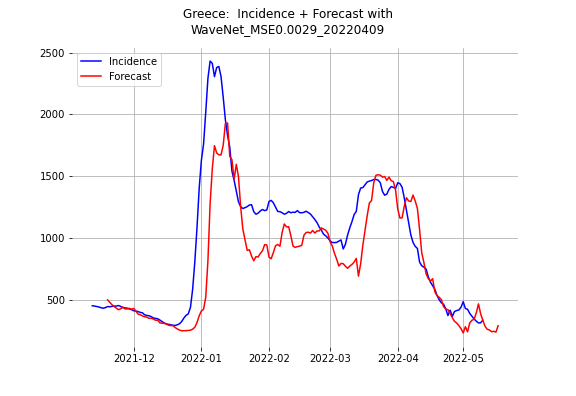 Greece:  Incidence + Forecast with
WaveNet_MSE0.0029_20220409
2500
2000
1500
1000
500
Incidence
Forecast
2021-12
2022-01
2022-02
2022-03
2022-04
2022-05